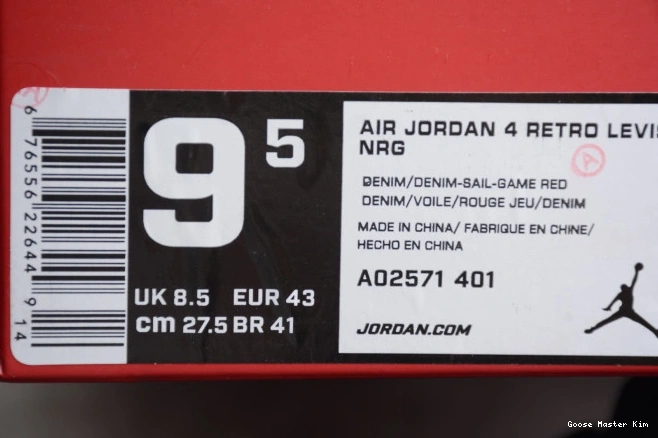 6 76556 22644 9 14
9 5
UK 8.5 EUR 43
cm 27.5 BR 41
AIR JORDAN 4 RETRO LEVIS
NRG
DENIM/DENIM-SAIL-GAME RED
DENIM/VOILE/ROUGE JEU/DENIM
MADE IN CHINA/ FABRIQUE EN CHINE/
HECHO EN CHINA
AO2571 401
JORDAN.COM
A
Goose Master Kim